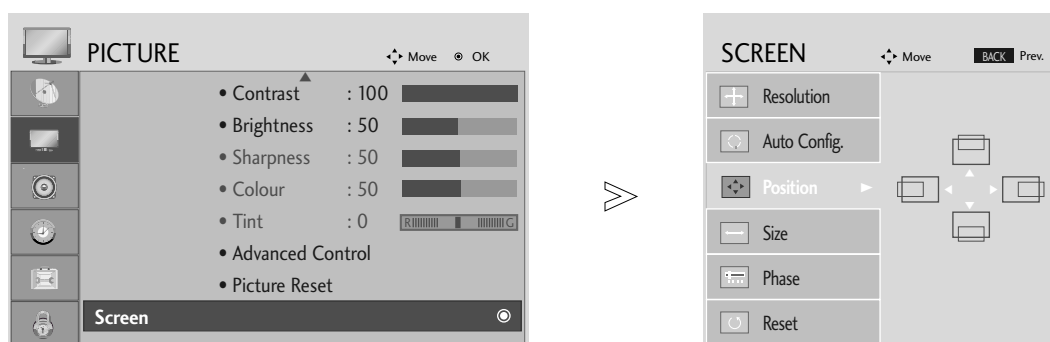 PICTURE Move OK
• Contrast : 100
• Brightness : 50
• Sharpness : 50
• Colour : 50
• Tint : 0 R G
• Advanced Control
• Picture Reset
Screen
SCREEN Move BACK Prev.
Resolution
Auto Config.
Position
Size
Phase
Reset